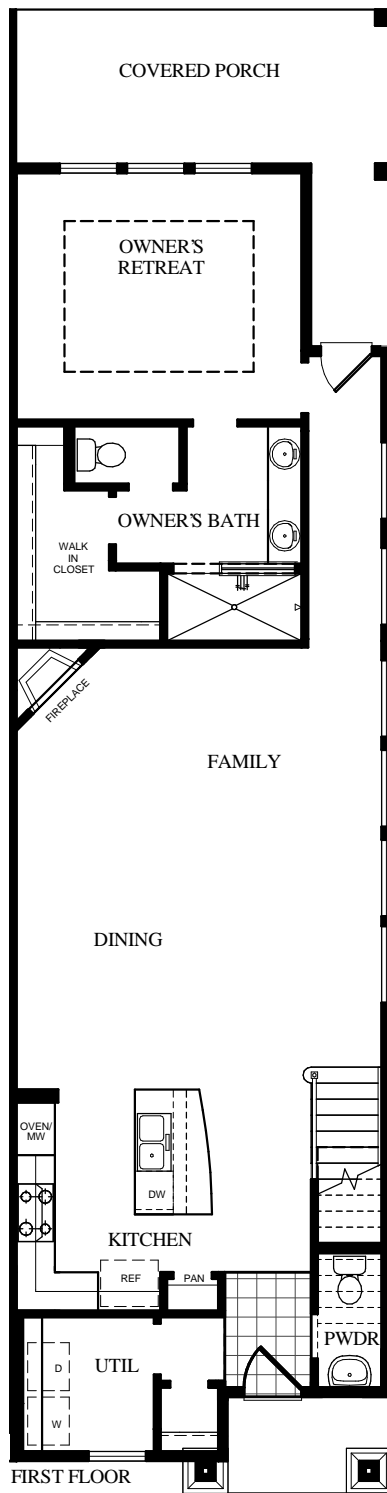 COVERED PORCH
OWNER'S
RETREAT
OWNER'S BATH
WALK
IN
CLOSET
FIREPLACE
FAMILY
DINING
OVEN/
MW
DW
KITCHEN
REF
PAN
D
UTIL
PWDR
W
FIRST FLOOR